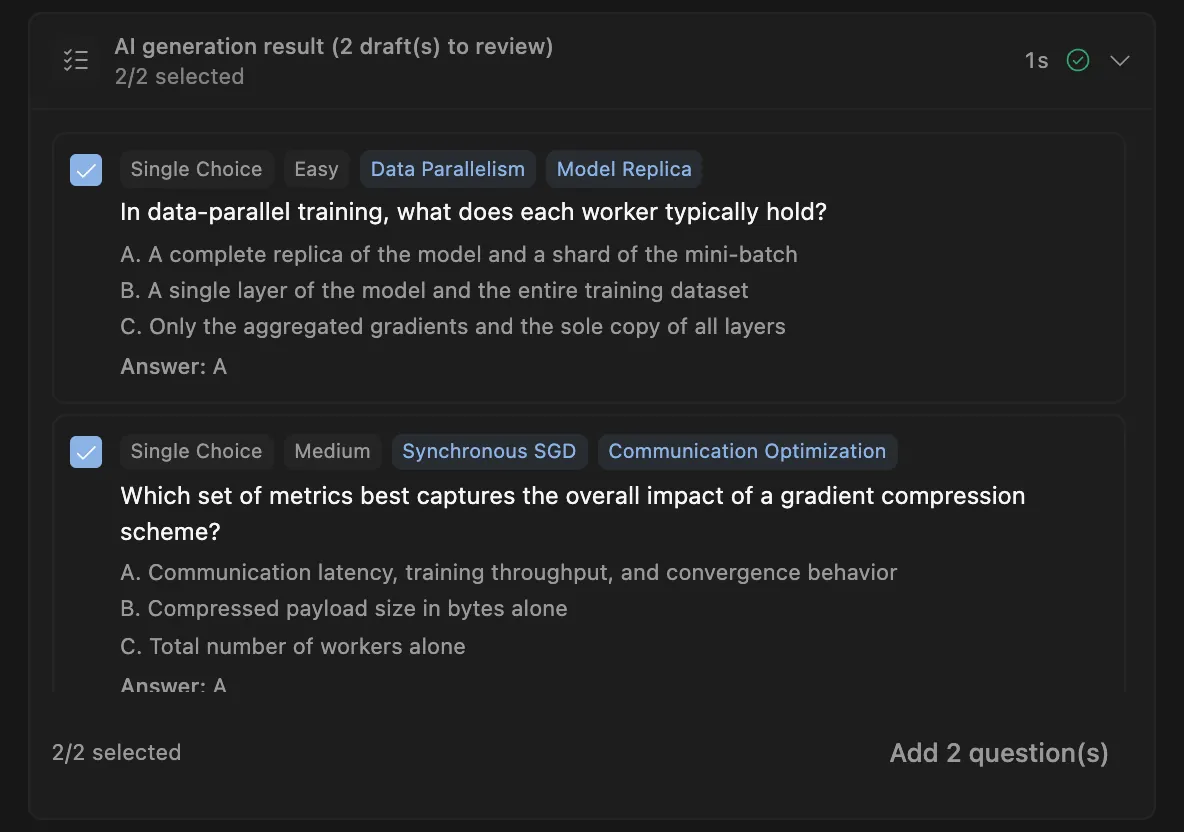 AI generation result (2 draft(s) to review)
2/2 selected
1s
Single Choice Easy Data Parallelism Model Replica
In data-parallel training, what does each worker typically hold?
A. A complete replica of the model and a shard of the mini-batch
B. A single layer of the model and the entire training dataset
C. Only the aggregated gradients and the sole copy of all layers
Answer: A
Single Choice Medium Synchronous SGD Communication Optimization
Which set of metrics best captures the overall impact of a gradient compression
scheme?
A. Communication latency, training throughput, and convergence behavior
B. Compressed payload size in bytes alone
C. Total number of workers alone
Answer: A
2/2 selected
Add 2 question(s)